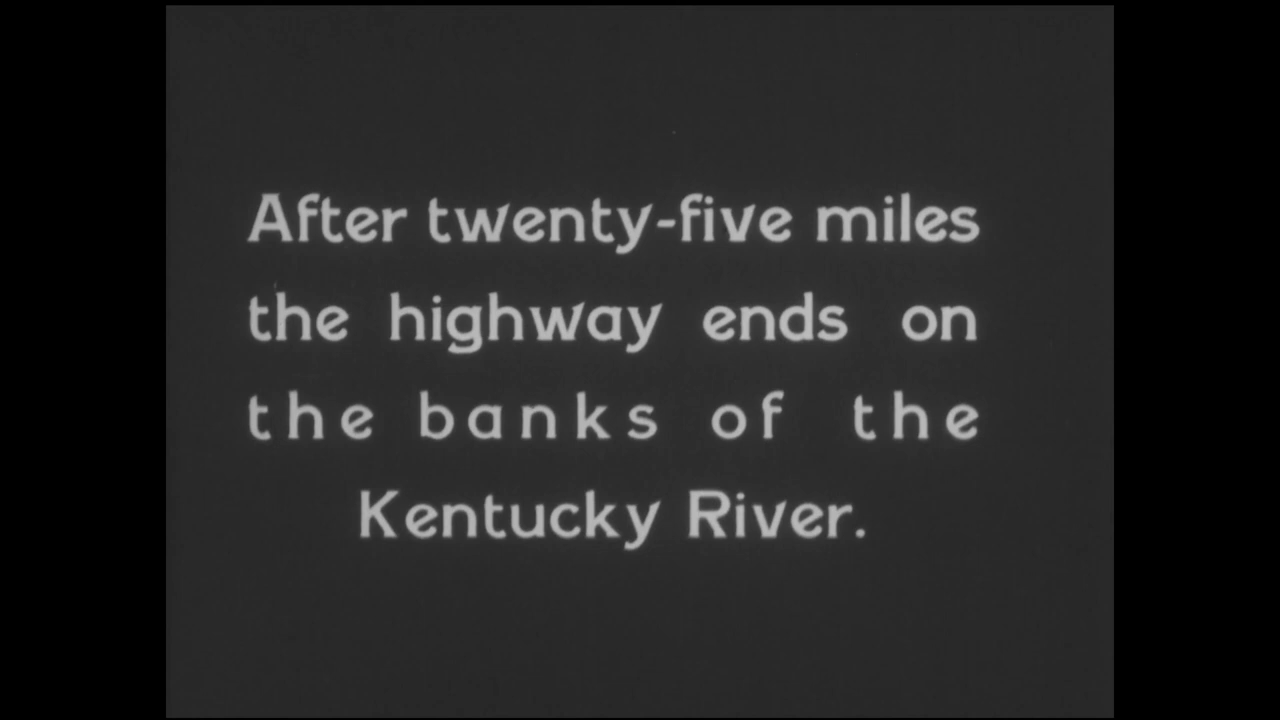 After twenty-five miles
the highway ends on
the banks of the
Kentucky River.